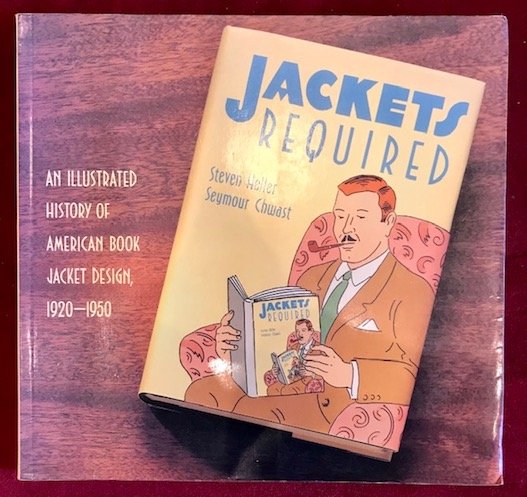 AN ILLUSTRATED
HISTORY OF
AMERICAN BOOK
JACKET DESIGN,
1920—1950
JACKETS
REQUIRED
Steven Heller
Seymour Chwast
JACKETS
REQUIRED